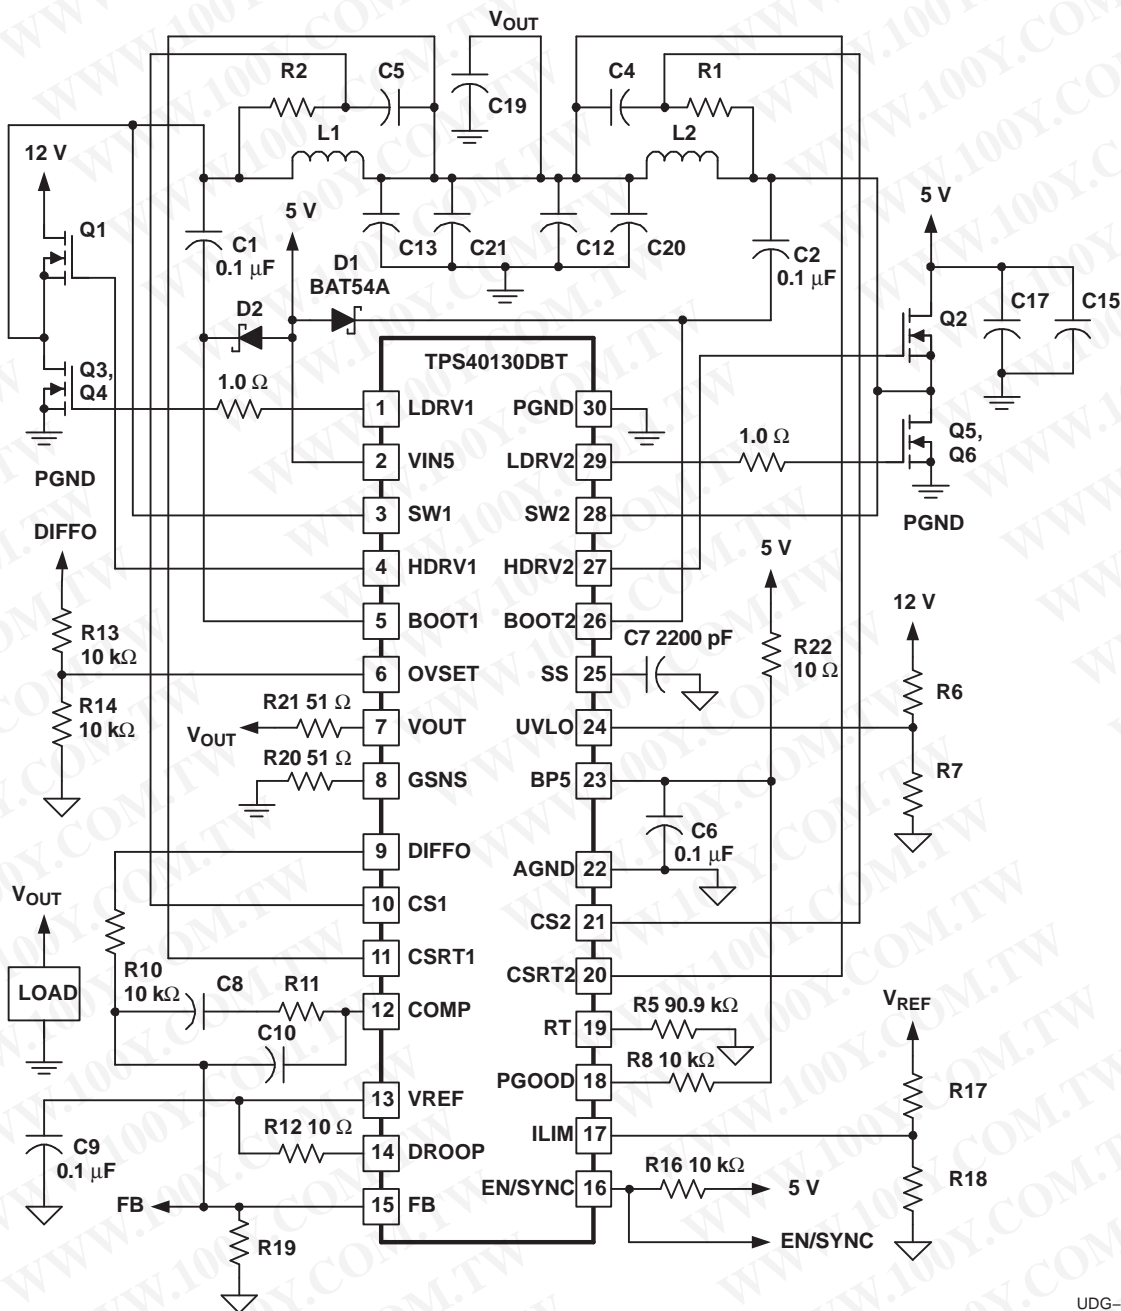 V_OUT
R2
C5
C19
C4
R1
L1
L2
12 V
5 V
5 V
Q1
C1
0.1 µF
C13
C21
C12
C20
C2
0.1 µF
D1
BAT54A
D2
C17
C15
Q2
TPS40130DBT
Q3,
Q4
1.0 Ω
1 LDRV1
PGND 30
Q5,
Q6
1.0 Ω
2 VIN5
LDRV2 29
PGND
3 SW1
SW2 28
PGND
DIFFO
5 V
4 HDRV1
HDRV2 27
12 V
5 BOOT1
BOOT2 26
R13
10 kΩ
C7 2200 pF
R22
10 Ω
6 OVSET
SS 25
R6
R14
10 kΩ
R21 51 Ω
V_OUT
7 VOUT
UVLO 24
R20 51 Ω
8 GSNS
BP5 23
R7
C6
0.1 µF
9 DIFFO
AGND 22
V_OUT
10 CS1
CS2 21
11 CSRT1
CSRT2 20
LOAD
R10
10 kΩ
C8
R11
12 COMP
R5 90.9 kΩ
RT 19
V_REF
C10
R8 10 kΩ
PGOOD 18
13 VREF
R17
R12 10 Ω
ILIM 17
C9
0.1 µF
14 DROOP
R16 10 kΩ
EN/SYNC 16
5 V
R18
FB
15 FB
EN/SYNC
R19
UDG–
WWW.100Y.COM.TW